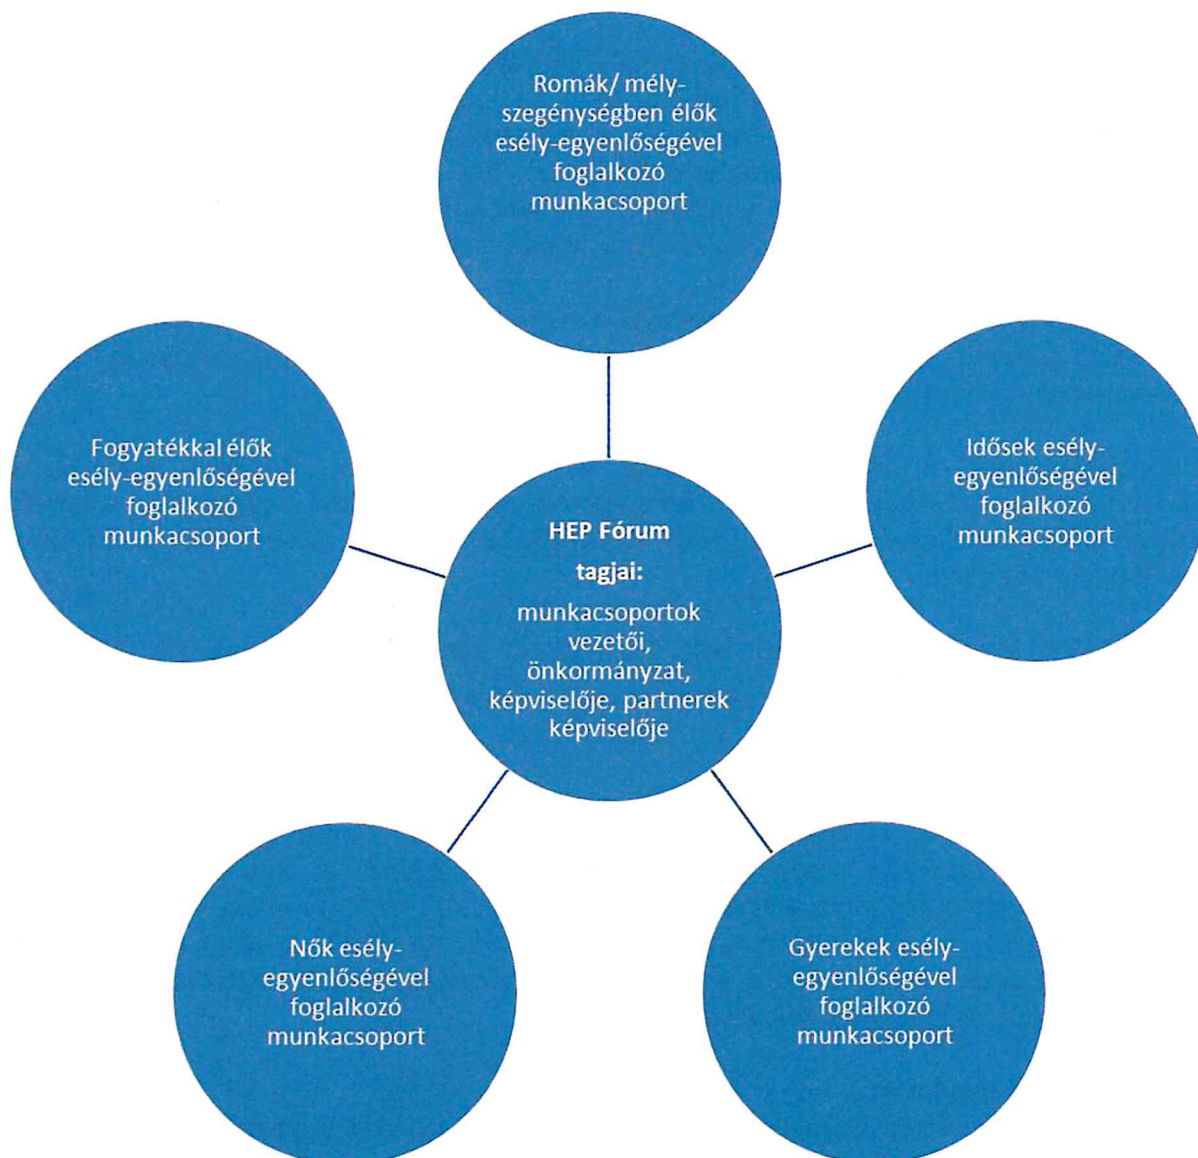 Romák/ mély-
szegénységben élők
esély-egyenlőségével
foglalkozó
munkacsoport
Fogyatékkal élők
esély-egyenlőségével
foglalkozó
munkacsoport
Idősek esély-
egyenlőségével
foglalkozó
munkacsoport
HEP Fórum
tagjai:
munkacsoportok
vezetői,
önkormányzat,
képviselője, partnerek
képviselője
Nők esély-
egyenlőségével
foglalkozó
munkacsoport
Gyerekek esély-
egyenlőségével
foglalkozó
munkacsoport